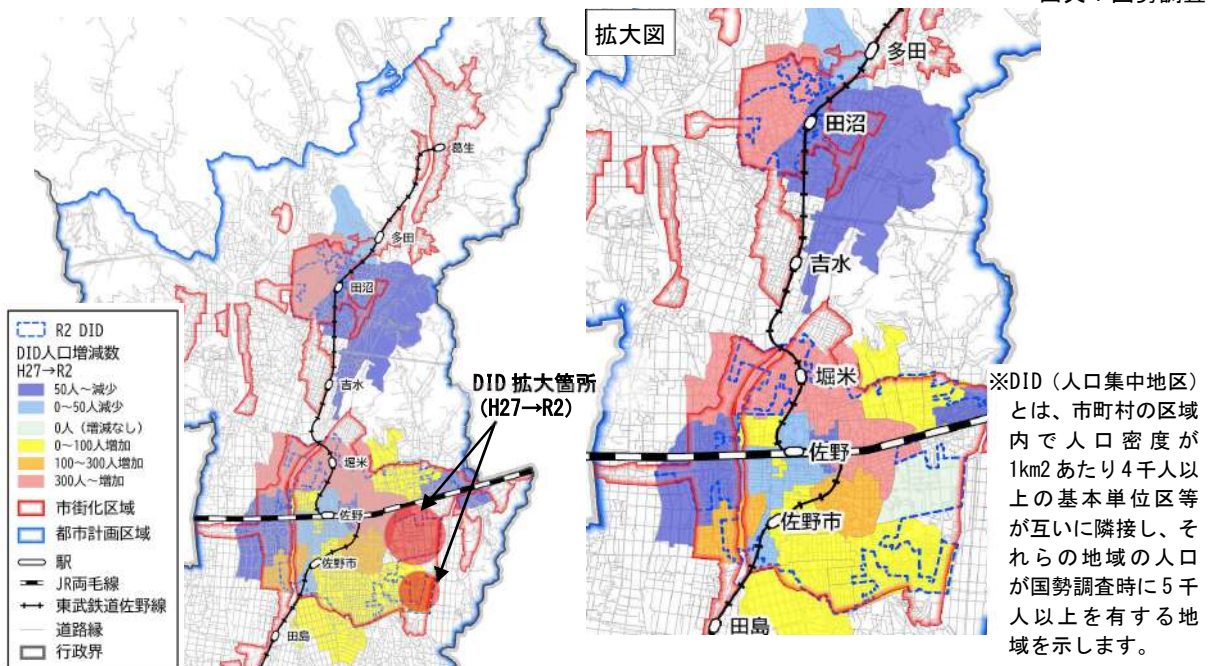 拡大図
多田
田沼
吉水
堀米
佐野
佐野市
田島
葛生
多田
田沼
吉水
堀米
佐野
佐野市
田島
DID 拡大箇所
(H27→R2)
R2 DID
DID人口増減数
H27→R2
50人～減少
0～50人減少
0人（増減なし）
0～100人増加
100～300人増加
300人～増加
市街化区域
都市計画区域
駅
JR両毛線
東武鉄道佐野線
道路縁
行政界
※DID（人口集中地区）
とは、市町村の区域
内で人口密度が
1km2あたり4千人以
上の基本単位区等
が互いに隣接し、そ
れらの地域の人口
が国勢調査時に5千
人以上を有する地
域を示します。